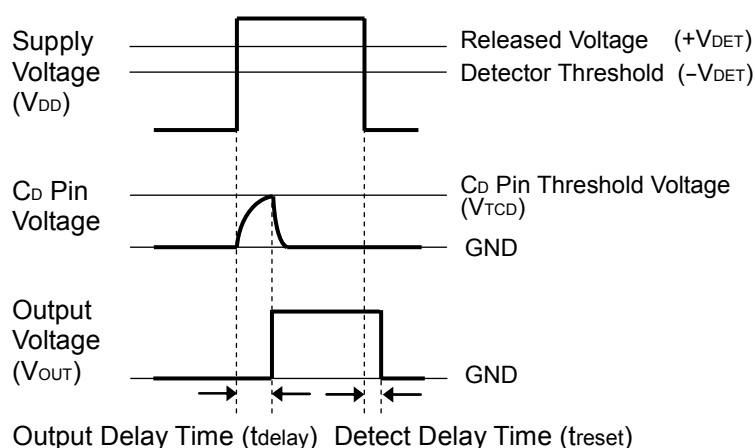 Supply
Voltage
(VDD)
Released Voltage (+VDET)
Detector Threshold (–VDET)
CD Pin
Voltage
CD Pin Threshold Voltage
(VTCD)
GND
Output
Voltage
(VOUT)
GND
Output Delay Time (tdelay) Detect Delay Time (treset)